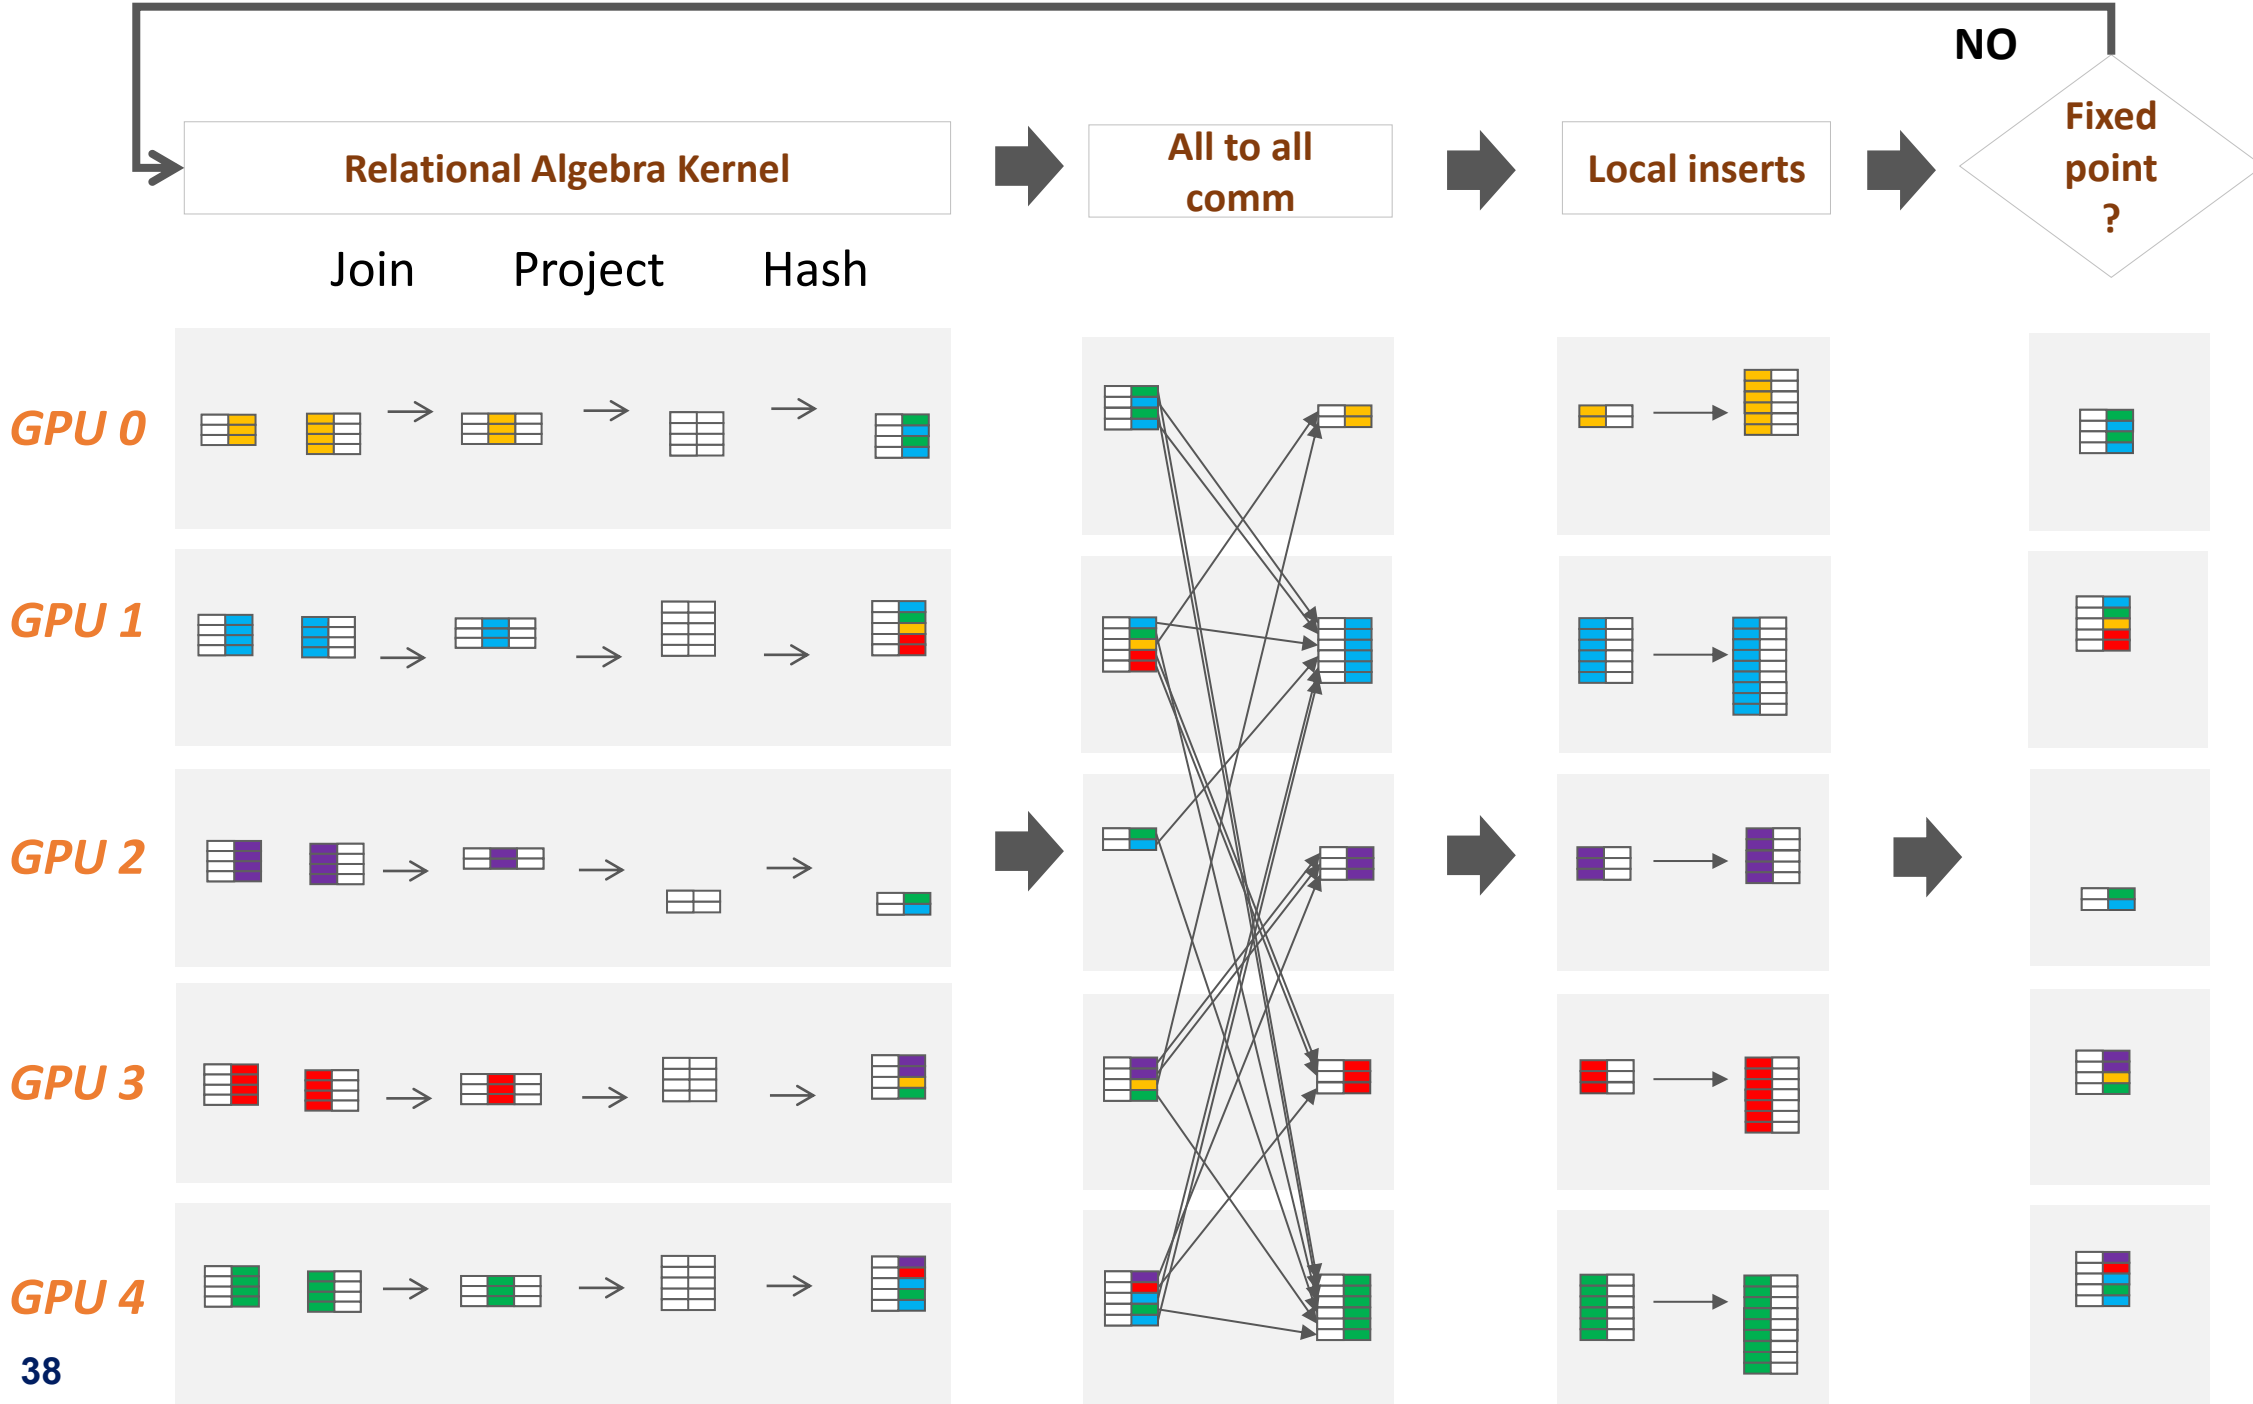 NO
Relational Algebra Kernel
All to all
comm
Local inserts
Fixed
point
?
Join Project Hash
GPU 0
GPU 1
GPU 2
GPU 3
GPU 4
38